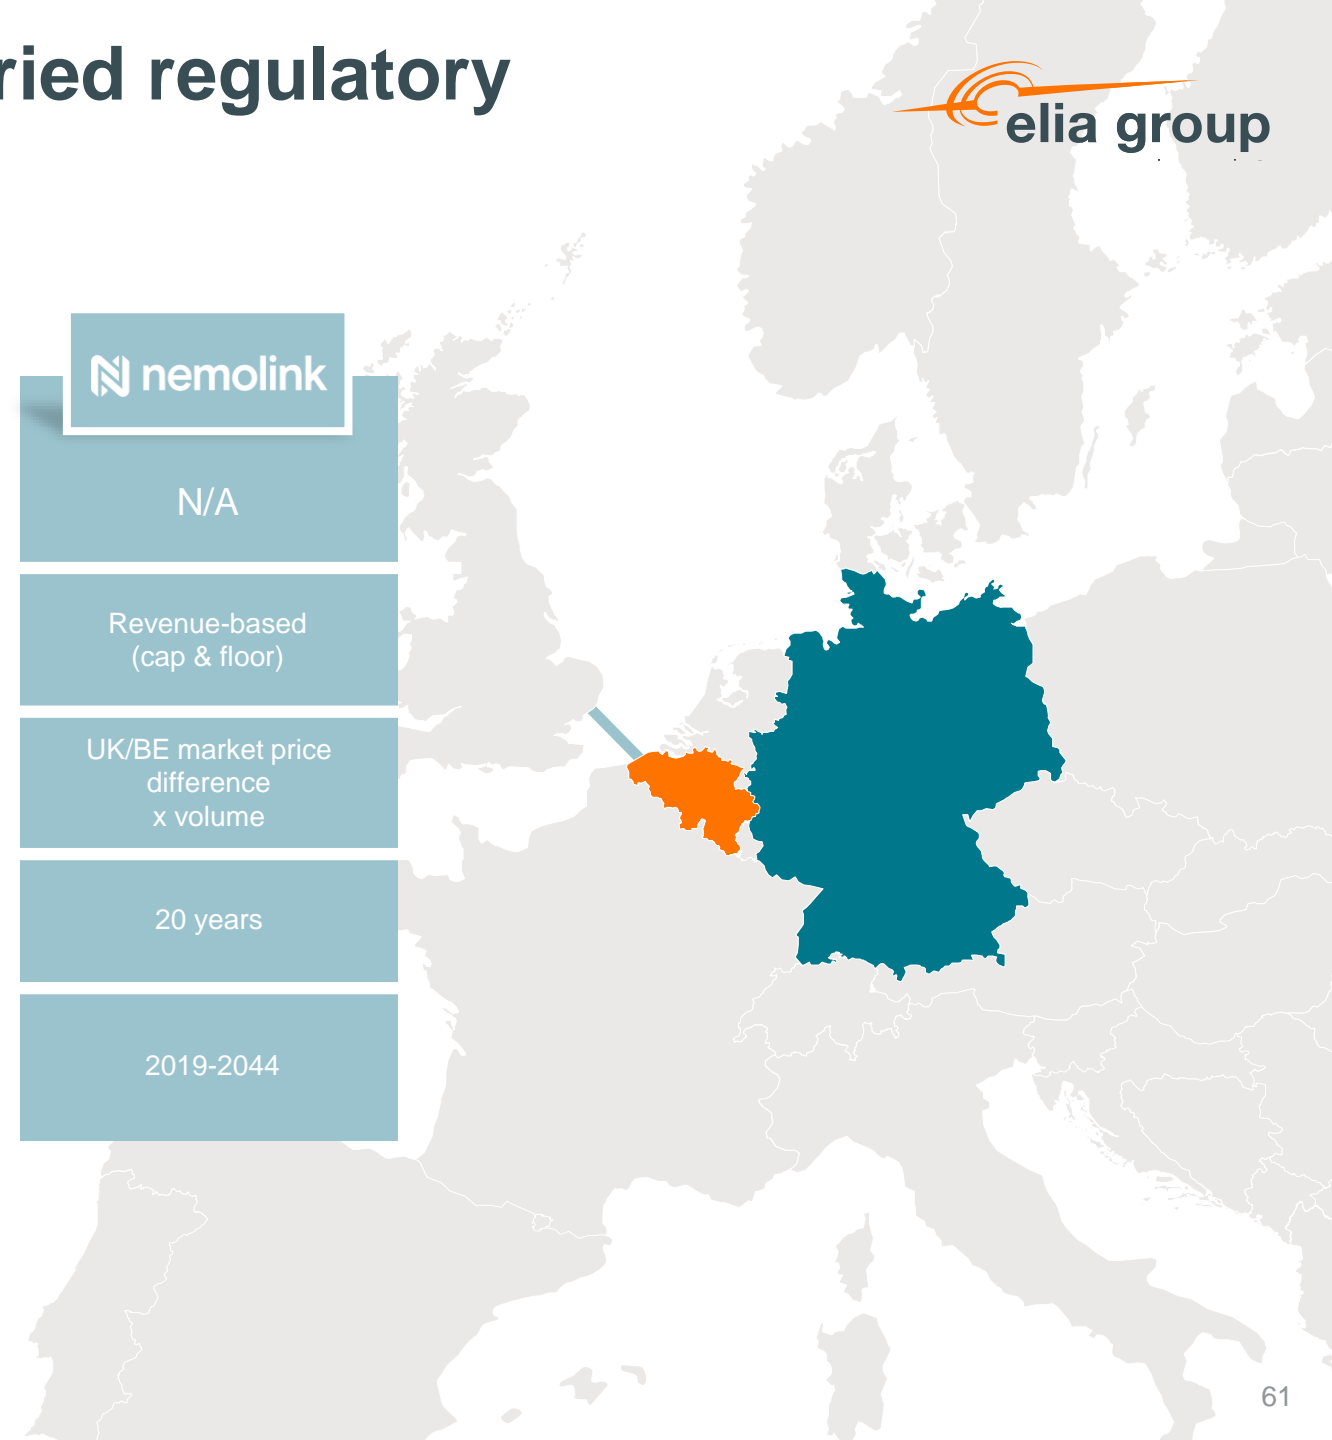 ried regulatory
elia group
nemolink
N/A
Revenue-based
(cap & floor)
UK/BE market price
difference
x volume
20 years
2019-2044
61